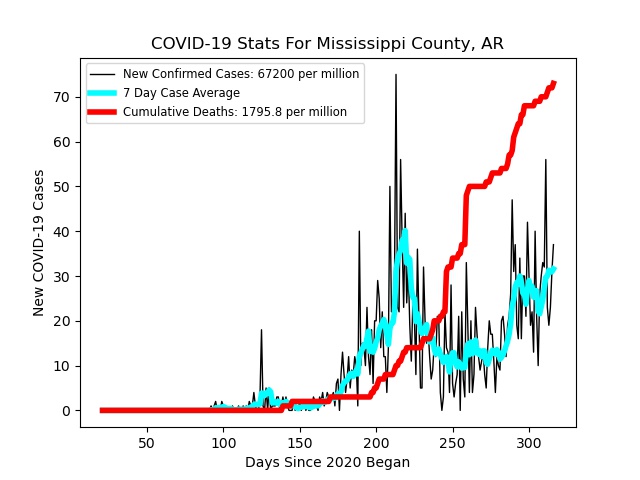 COVID-19 Stats For Mississippi County, AR
New Confirmed Cases: 67200 per million
7 Day Case Average
Cumulative Deaths: 1795.8 per million
New COVID-19 Cases
70
60
50
40
30
20
10
0
50 100 150 200 250 300
Days Since 2020 Began